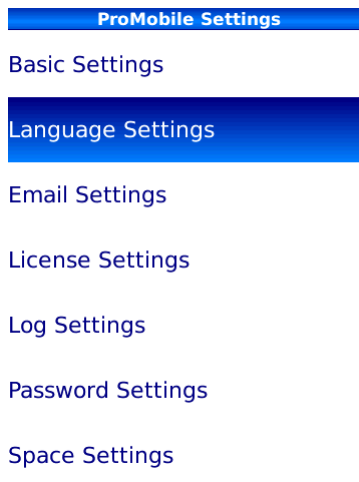 ProMobile Settings
Basic Settings
Language Settings
Email Settings
License Settings
Log Settings
Password Settings
Space Settings